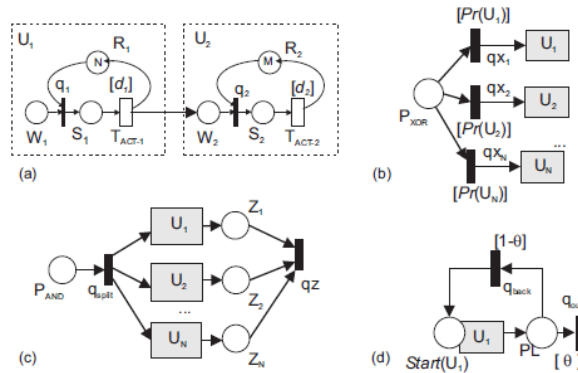 U1
R1
N
q1
[d1]
W1
S1
TACT-1
U2
R2
M
q2
[d2]
W2
S2
TACT-2
(a)
[Pr(U1)]
qx1
U1
PXOR
qx2
U2
[Pr(U2)]
qxN
UN
...
[Pr(UN)]
(b)
PAND
qsplit
U1
Z1
U2
Z2
...
UN
ZN
qz
(c)
[1-θ]
qback
Start(U1)
U1
PL
[θ
(d)